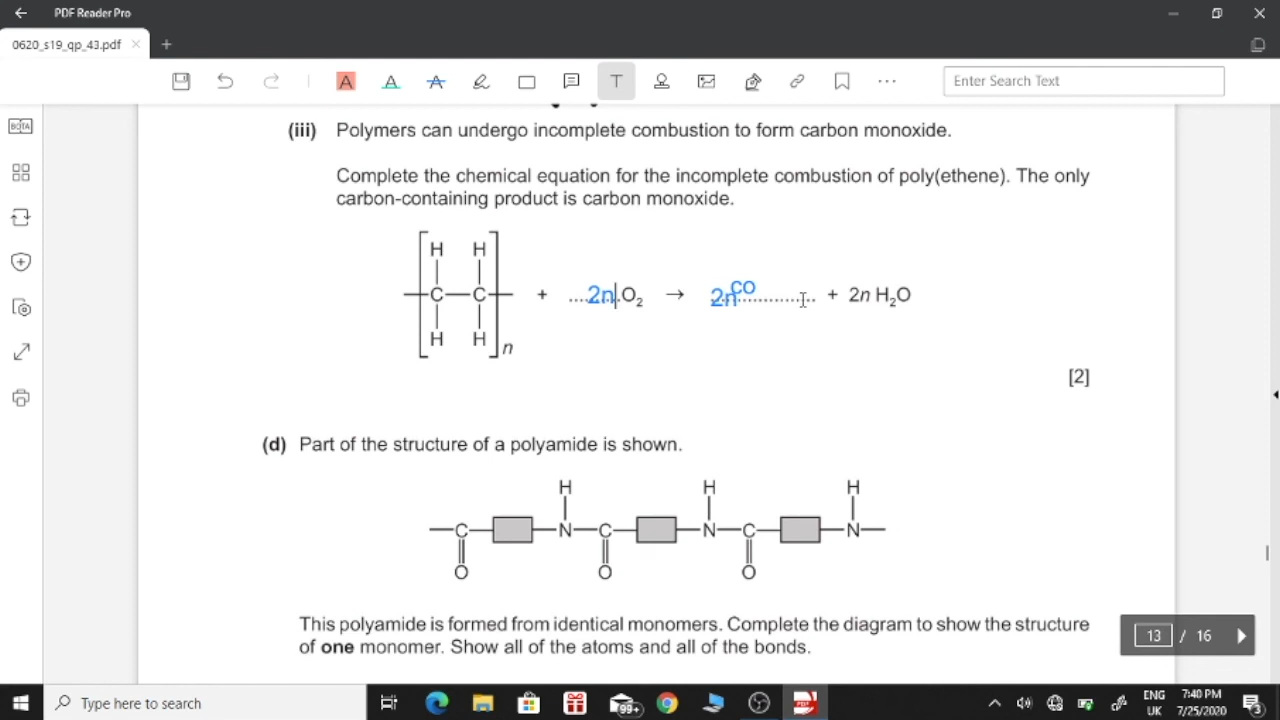 PDF Reader Pro
0620_s19_qp_43.pdf
Enter Search Text
BOTA
(iii) Polymers can undergo incomplete combustion to form carbon monoxide.
Complete the chemical equation for the incomplete combustion of poly(ethene). The only
carbon-containing product is carbon monoxide.
H H
C C + ....2n.O₂ → 2n CO.............. + 2n H₂O
H H n
[2]
(d) Part of the structure of a polyamide is shown.
H H H
C N C N C N
O O O
This polyamide is formed from identical monomers. Complete the diagram to show the structure
of one monomer. Show all of the atoms and all of the bonds.
13 / 16
Type here to search
99+
PDF
ENG
UK
7:40 PM
7/25/2020
3